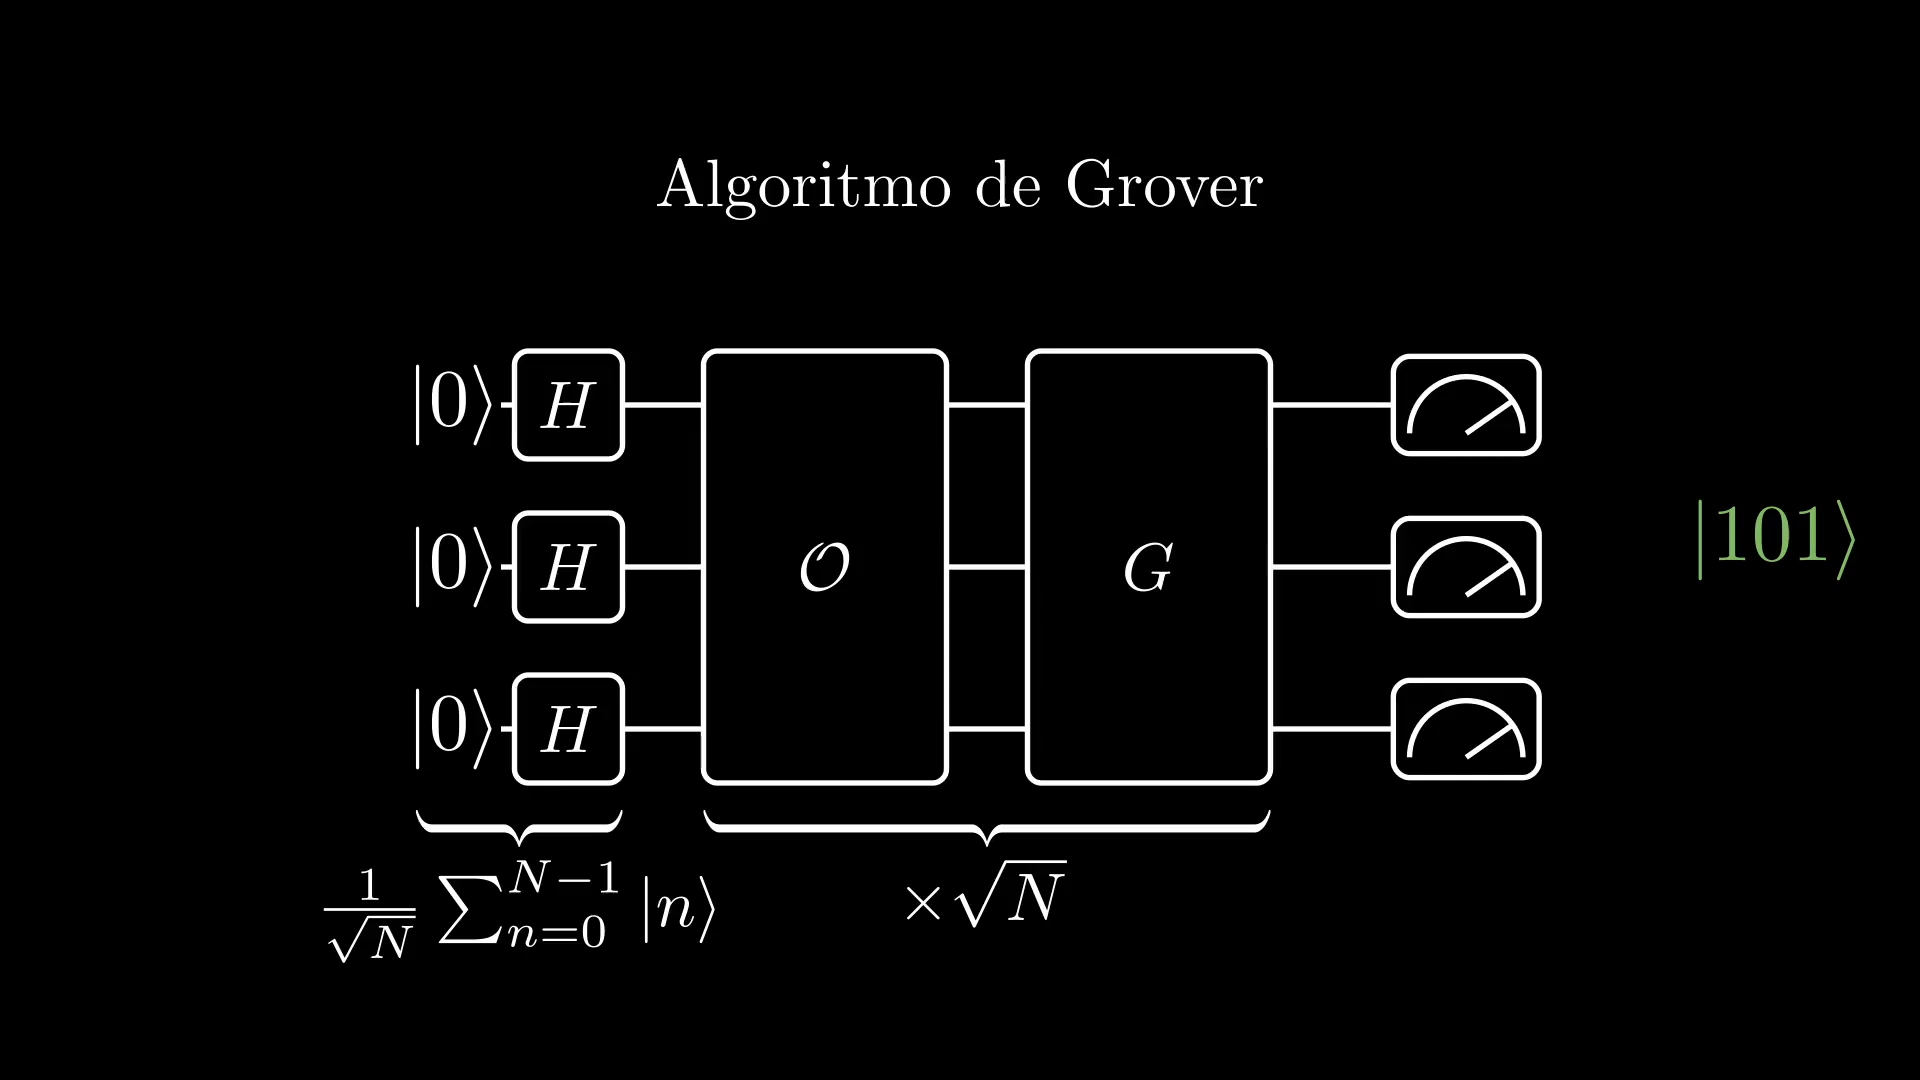 Algoritmo de Grover
|0⟩ H
|0⟩ H 𝒪 G |101⟩
|0⟩ H
1/√N ∑_{n=0}^{N−1} |n⟩ ×√N